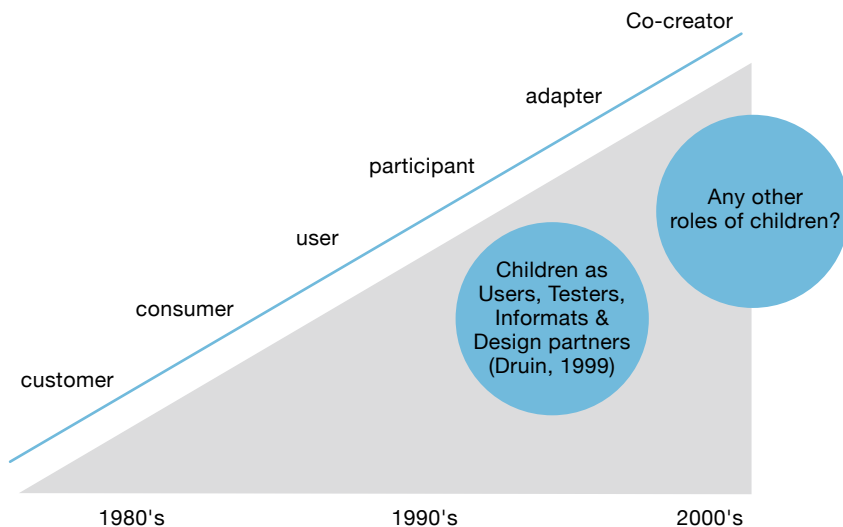 Co-creator
adapter
participant
user
consumer
customer
Any other
roles of children?
Children as
Users, Testers,
Informats &
Design partners
(Druin, 1999)
1980's
1990's
2000's